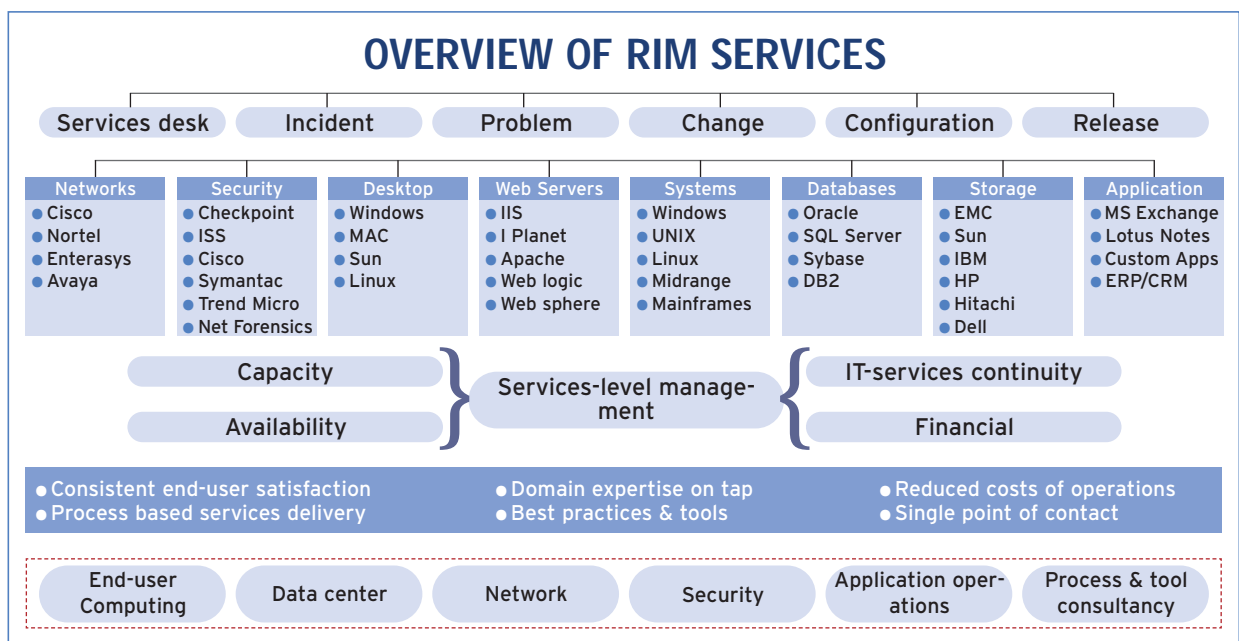 OVERVIEW OF RIM SERVICES
Services desk
Incident
Problem
Change
Configuration
Release
Networks
Cisco
Nortel
Enterasys
Avaya
Security
Checkpoint
ISS
Cisco
Symantac
Trend Micro
Net Forensics
Desktop
Windows
MAC
Sun
Linux
Web Servers
IIS
I Planet
Apache
Web logic
Web sphere
Systems
Windows
UNIX
Linux
Midrange
Mainframes
Databases
Oracle
SQL Server
Sybase
DB2
Storage
EMC
Sun
IBM
HP
Hitachi
Dell
Application
MS Exchange
Lotus Notes
Custom Apps
ERP/CRM
Capacity
Availability
Services-level manage-
ment
IT-services continuity
Financial
Consistent end-user satisfaction
Process based services delivery
Domain expertise on tap
Best practices & tools
Reduced costs of operations
Single point of contact
End-user
Computing
Data center
Network
Security
Application oper-
ations
Process & tool
consultancy